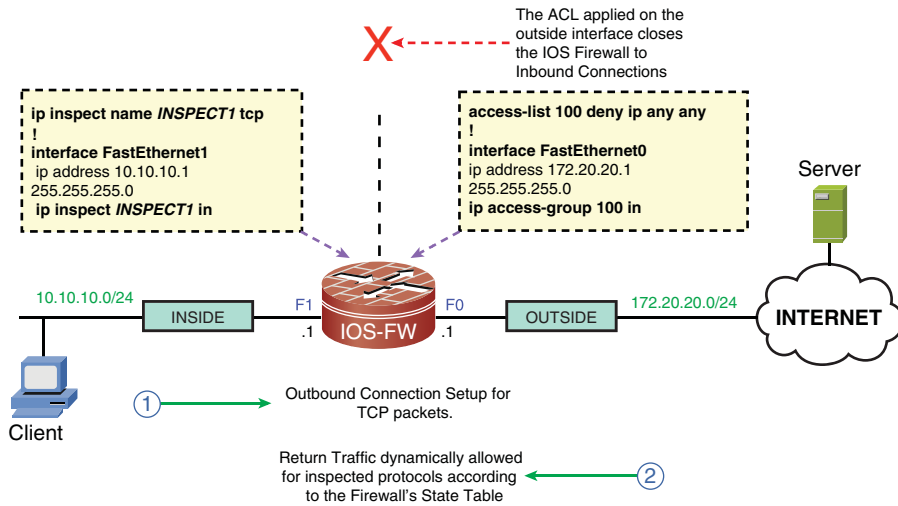 The ACL applied on the
outside interface closes
the IOS Firewall to
Inbound Connections
X
ip inspect name INSPECT1 tcp
!
interface FastEthernet1
ip address 10.10.10.1
255.255.255.0
ip inspect INSPECT1 in
access-list 100 deny ip any any
!
interface FastEthernet0
ip address 172.20.20.1
255.255.255.0
ip access-group 100 in
Server
10.10.10.0/24
INSIDE
F1
.1
IOS-FW
F0
.1
OUTSIDE
172.20.20.0/24
INTERNET
Client
1
Outbound Connection Setup for
TCP packets.
Return Traffic dynamically allowed
for inspected protocols according
to the Firewall's State Table
2